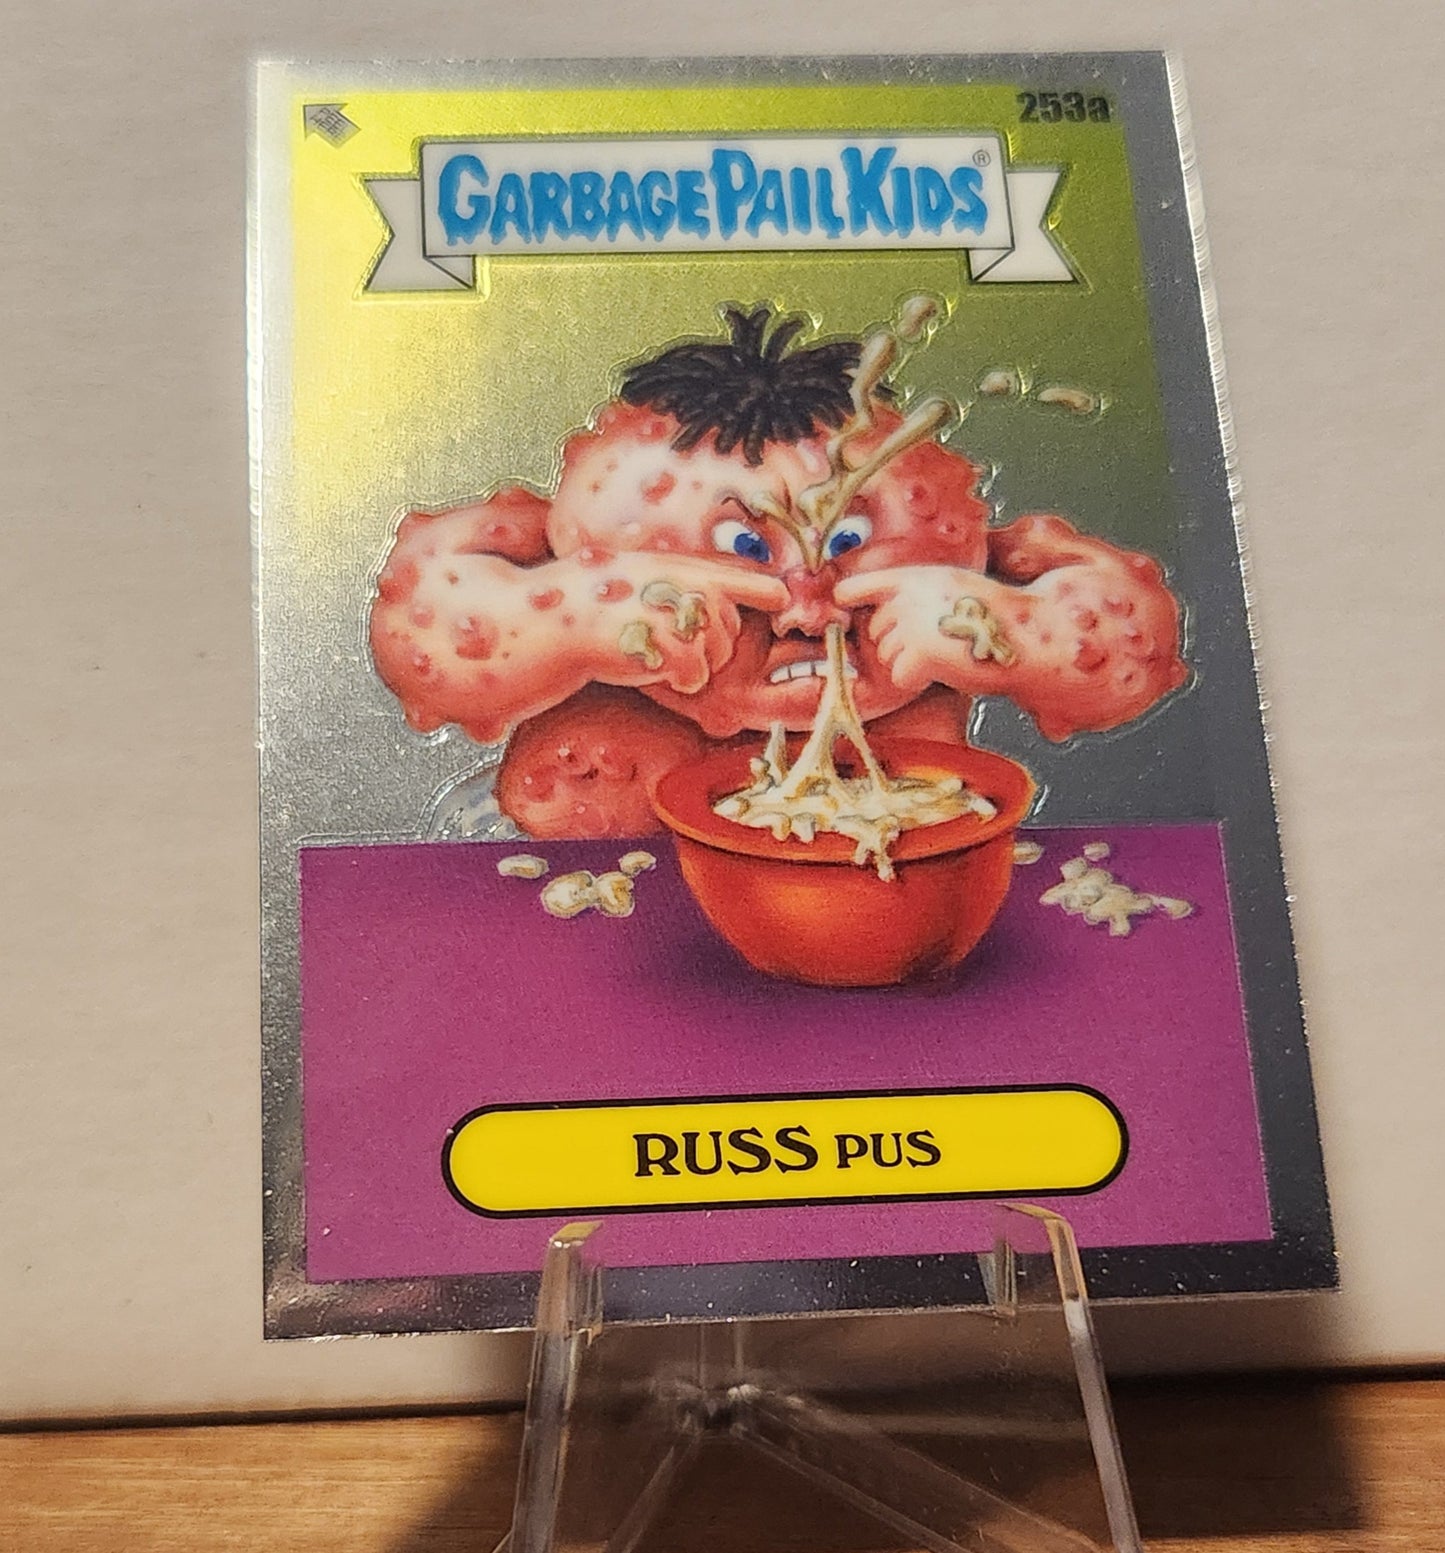 253a
GARBAGE PAIL KIDS®
RUSS PUS